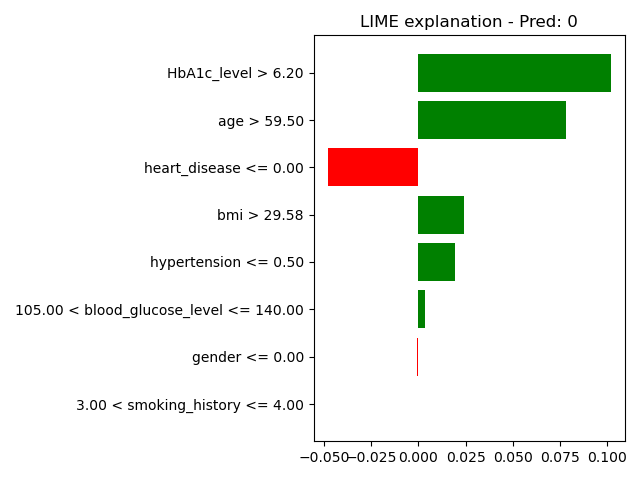 LIME explanation - Pred: 0
HbA1c_level > 6.20
age > 59.50
heart_disease <= 0.00
bmi > 29.58
hypertension <= 0.50
105.00 < blood_glucose_level <= 140.00
gender <= 0.00
3.00 < smoking_history <= 4.00
−0.050 −0.025 0.000 0.025 0.050 0.075 0.100